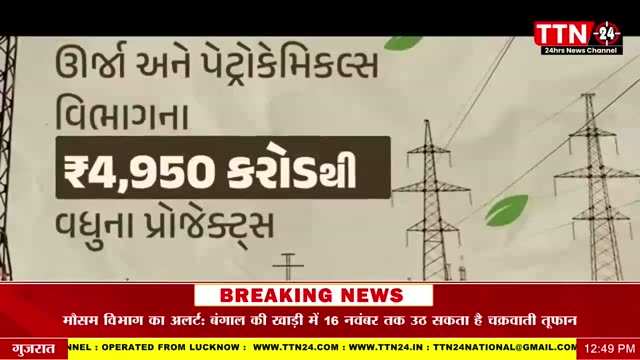 TTN 24
24hrs News Channel
ઊર્જા અને પેટ્રોકેમિકલ્સ
વિભાગના
₹4,950 કરોડથી
વધુના પ્રોજેક્ટ્સ
BREAKING NEWS
मौसम विभाग का अलर्ट: बंगाल की खाड़ी में 16 नवंबर तक उठ सकता है चक्रवाती तूफान
गुजरात
NNEL : OPERATED FROM LUCKNOW : WWW.TTN24.COM : WWW.TTN24.IN : TTN24NATIONAL@GMAIL.COM
12:49 PM